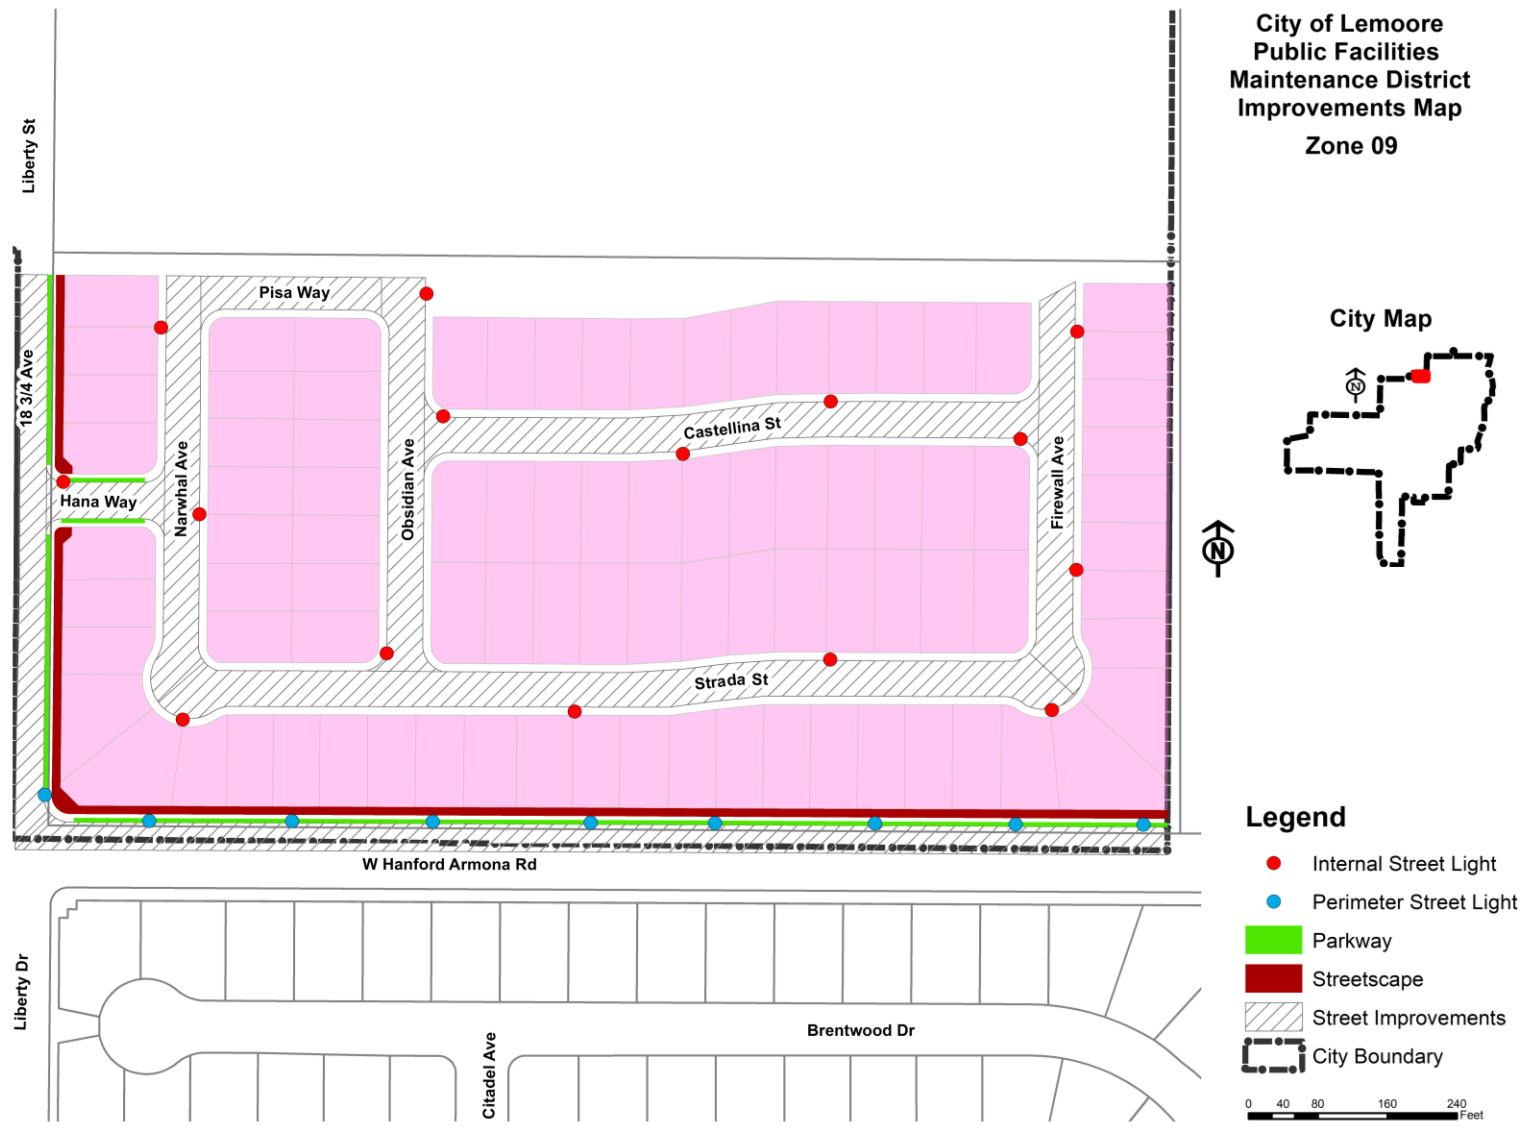 City of Lemoore
Public Facilities
Maintenance District
Improvements Map
Zone 09
Liberty St
18 3/4 Ave
Pisa Way
Narwhal Ave
Obsidian Ave
Castellina St
Firewall Ave
Hana Way
Strada St
W Hanford Armona Rd
Liberty Dr
Citadel Ave
Brentwood Dr
N
City Map
N
Legend
Internal Street Light
Perimeter Street Light
Parkway
Streetscape
Street Improvements
City Boundary
0 40 80 160 240
Feet